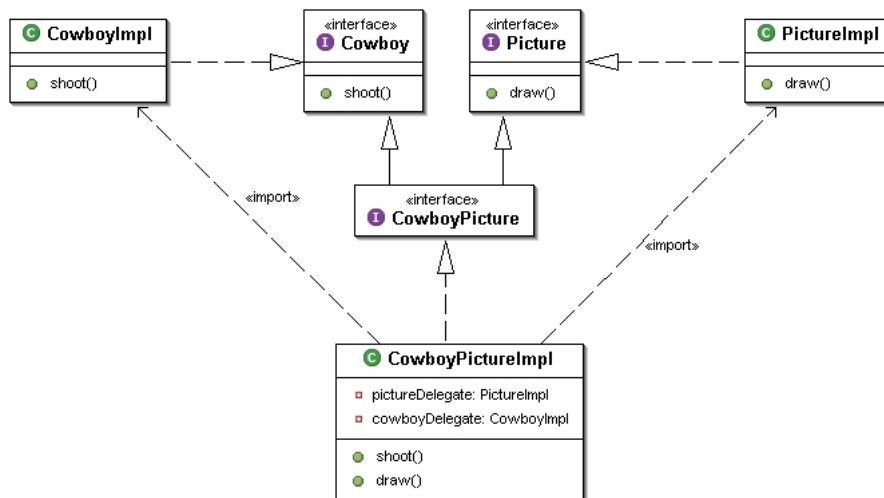 CowboyImpl
shoot()
«interface»
Cowboy
shoot()
«interface»
Picture
draw()
PictureImpl
draw()
«import»
«interface»
CowboyPicture
«import»
CowboyPictureImpl
pictureDelegate: PictureImpl
cowboyDelegate: CowboyImpl
shoot()
draw()